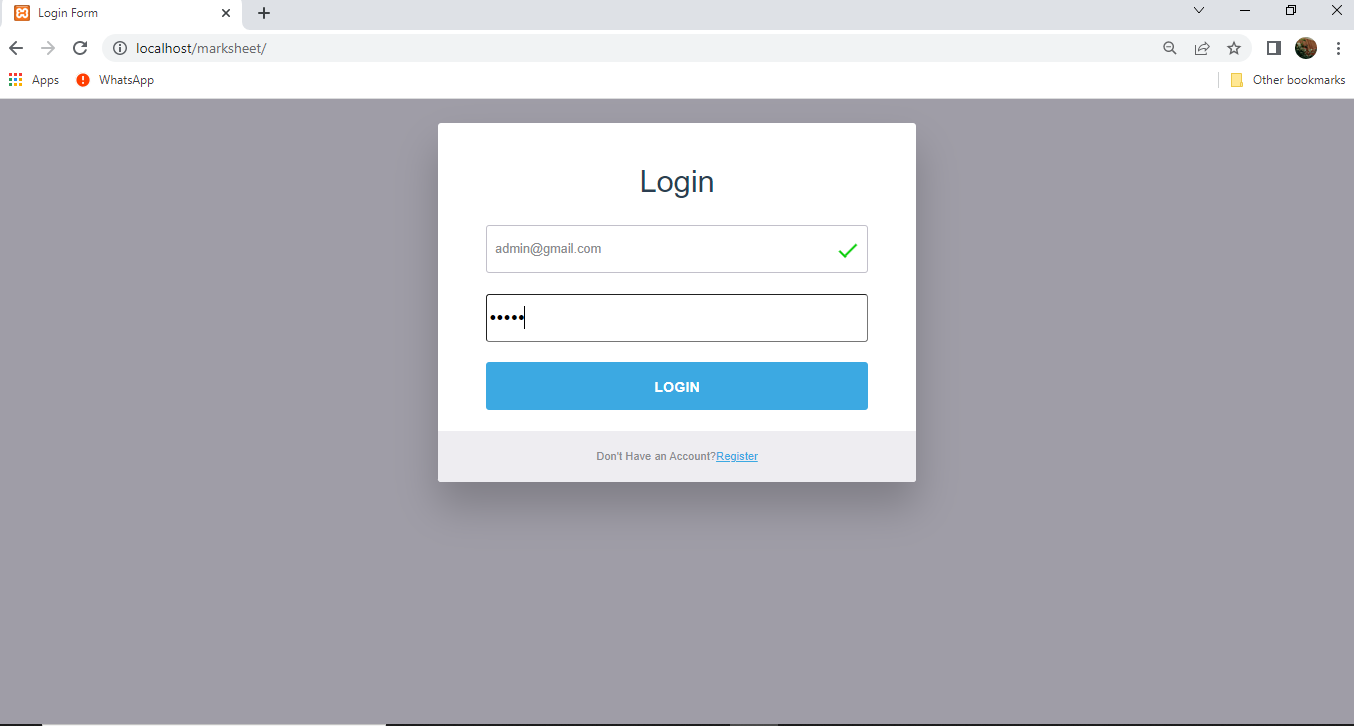 Login Form
localhost/marksheet/
Apps WhatsApp Other bookmarks
Login
admin@gmail.com
•••••
LOGIN
Don't Have an Account?Register